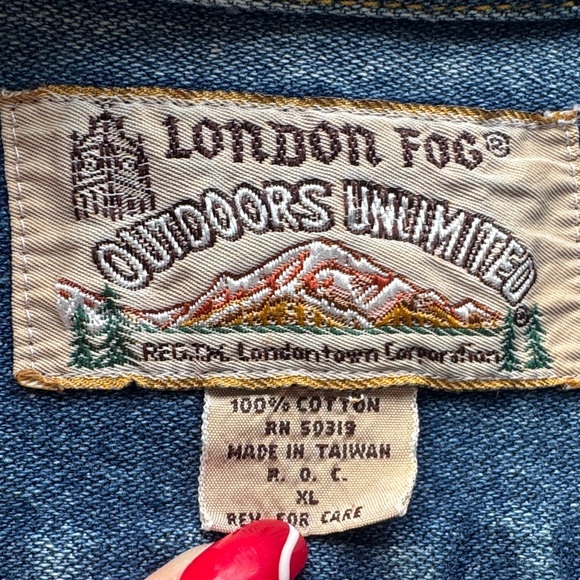 LONDON FOG®
OUTDOORS UNLIMITED®
REG.T.M. Londontown Corporation
100% COTTON
RN 50319
MADE IN TAIWAN
R. O. C.
XL
REV. FOR CARE